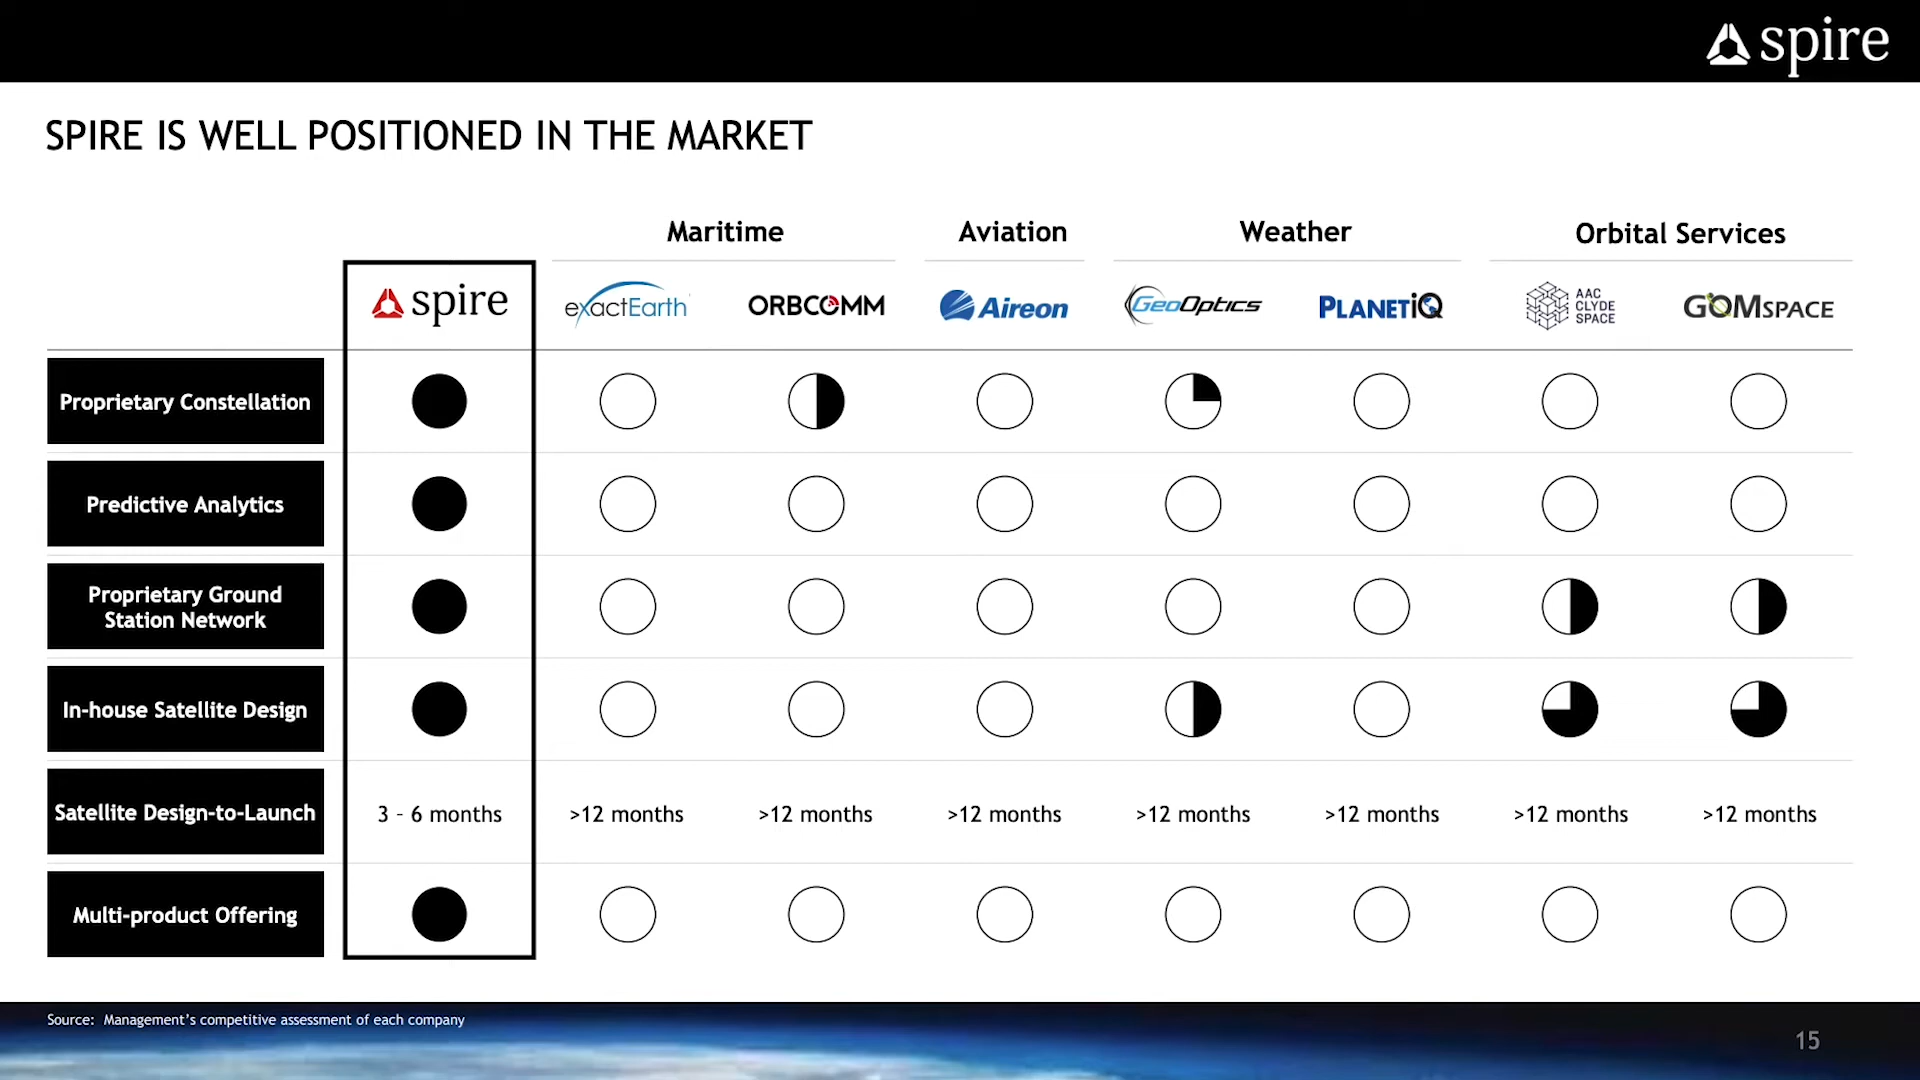 spire
SPIRE IS WELL POSITIONED IN THE MARKET
Maritime Aviation Weather Orbital Services
spire exactEarth ORBCOMM Aireon GeoOptics PLANETiQ AAC CLYDE SPACE GOMSPACE
Proprietary Constellation
Predictive Analytics
Proprietary Ground
Station Network
In-house Satellite Design
Satellite Design-to-Launch 3 - 6 months >12 months >12 months >12 months >12 months >12 months >12 months >12 months
Multi-product Offering
Source: Management’s competitive assessment of each company
15